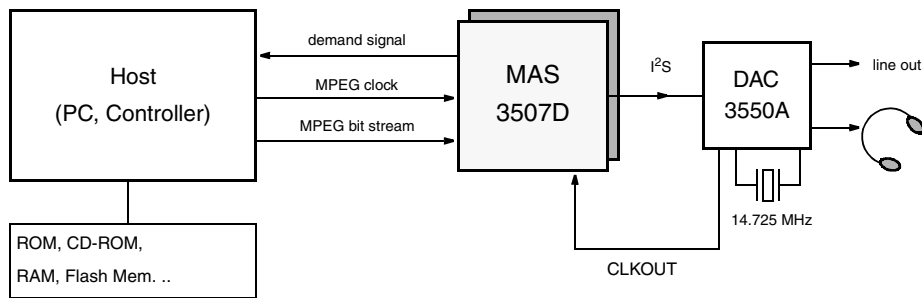 demand signal
Host
(PC, Controller)
MPEG clock
MPEG bit stream
MAS
3507D
I²S
DAC
3550A
line out
14.725 MHz
CLKOUT
ROM, CD-ROM,
RAM, Flash Mem. ..